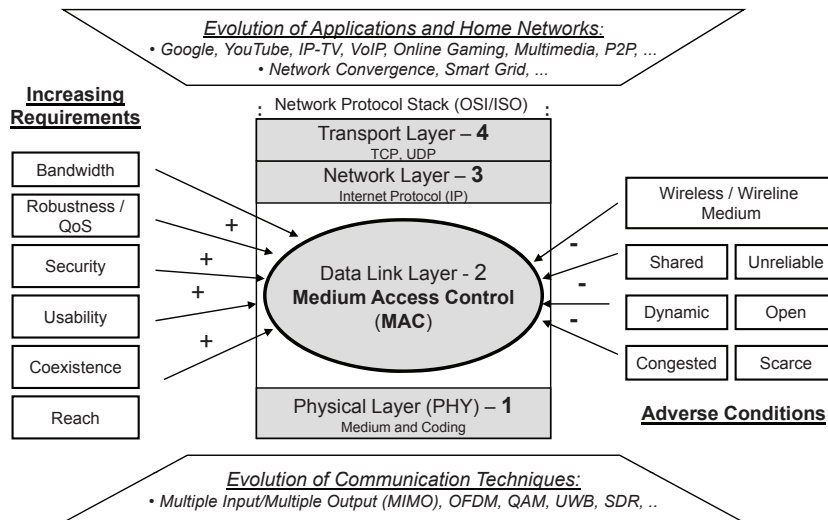 Evolution of Applications and Home Networks:
• Google, YouTube, IP-TV, VoIP, Online Gaming, Multimedia, P2P, ...
• Network Convergence, Smart Grid, ...
Increasing
Requirements
Bandwidth
Robustness /
QoS
Security
Usability
Coexistence
Reach
+
+
+
+
: Network Protocol Stack (OSI/ISO) :
Transport Layer – 4
TCP, UDP
Network Layer – 3
Internet Protocol (IP)
Data Link Layer - 2
Medium Access Control
(MAC)
Physical Layer (PHY) – 1
Medium and Coding
-
-
-
Wireless / Wireline
Medium
Shared
Unreliable
Dynamic
Open
Congested
Scarce
Adverse Conditions
Evolution of Communication Techniques:
• Multiple Input/Multiple Output (MIMO), OFDM, QAM, UWB, SDR, ..